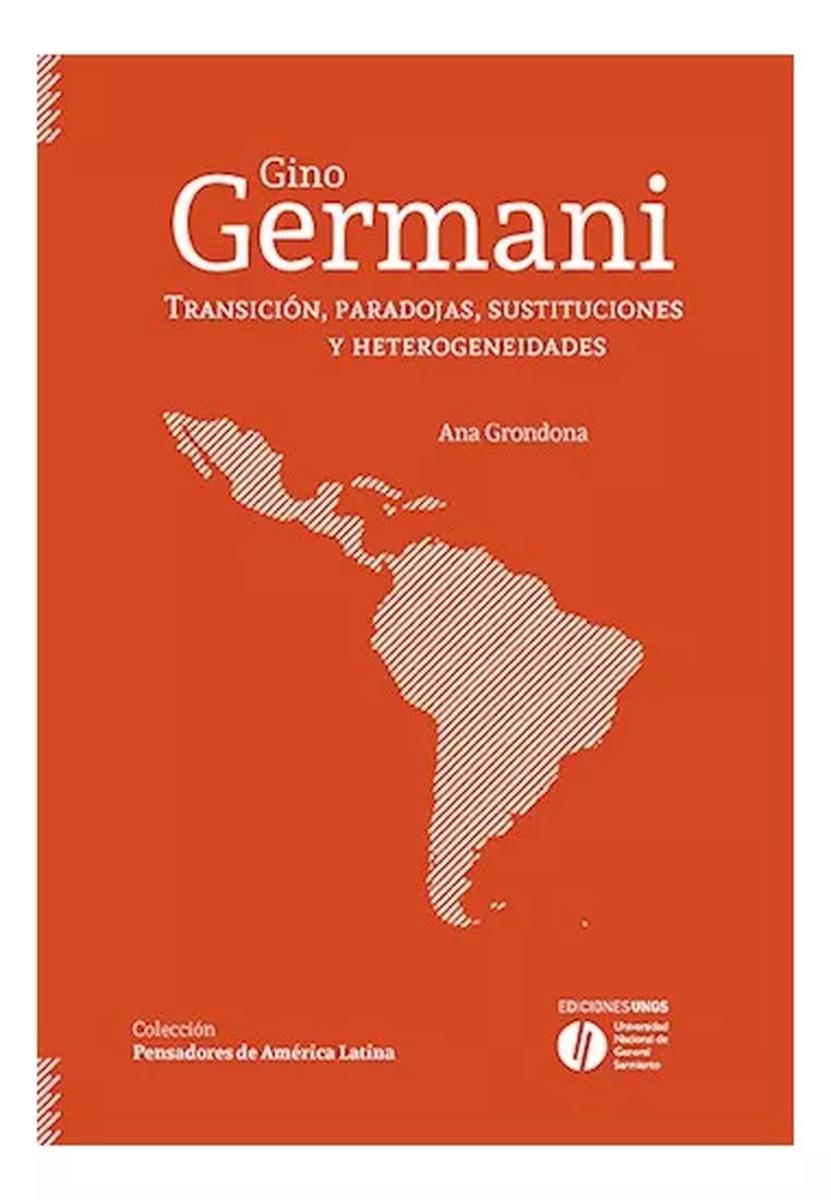 Gino
Germani
TRANSICIÓN, PARADOJAS, SUSTITUCIONES
Y HETEROGENEIDADES
Ana Grondona
Colección
Pensadores de América Latina
EDICIONES UNGS
Universidad
Nacional de
General
Sarmiento